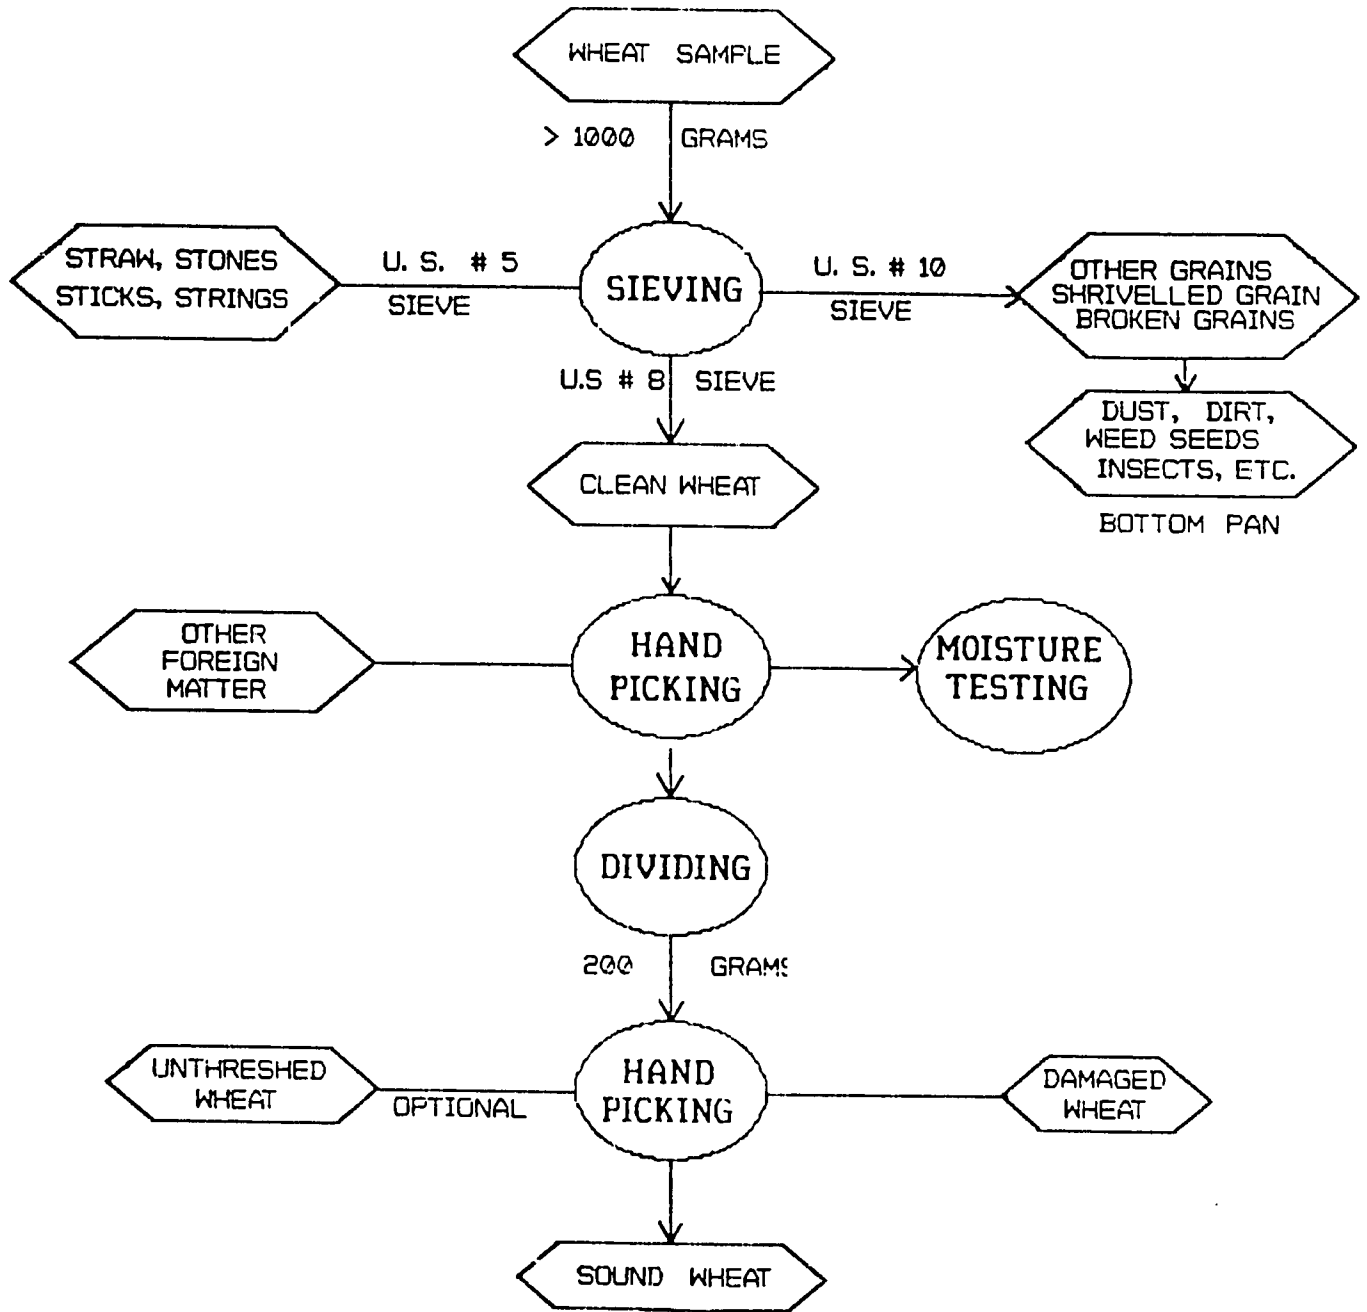 WHEAT SAMPLE
> 1000 GRAMS
STRAW, STONES
STICKS, STRINGS
U. S. # 5
SIEVE
SIEVING
U. S. # 10
SIEVE
OTHER GRAINS
SHRIVELLED GRAIN
BROKEN GRAINS
U.S # 8 SIEVE
DUST, DIRT,
WEED SEEDS
INSECTS, ETC.
BOTTOM PAN
CLEAN WHEAT
OTHER
FOREIGN
MATTER
HAND
PICKING
MOISTURE
TESTING
DIVIDING
200 GRAMS
UNTHRESHED
WHEAT
OPTIONAL
HAND
PICKING
DAMAGED
WHEAT
SOUND WHEAT